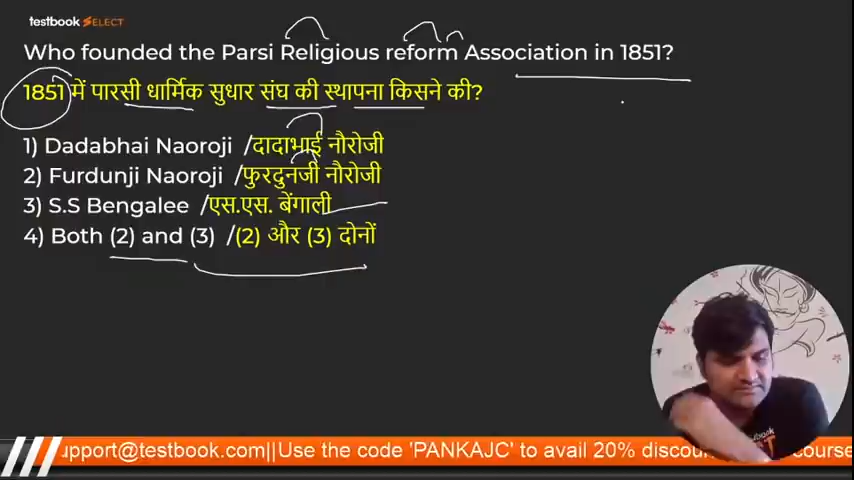 testbook SELECT
Who founded the Parsi Religious reform Association in 1851?
1851 में पारसी धार्मिक सुधार संघ की स्थापना किसने की?
1) Dadabhai Naoroji /दादाभाई नौरोजी
2) Furdunji Naoroji /फुरदुनजी नौरोजी
3) S.S Bengalee /एस.एस. बेंगाली
4) Both (2) and (3) /(2) और (3) दोनों
testbook
upport@testbook.com||Use the code 'PANKAJC' to avail 20% discou course